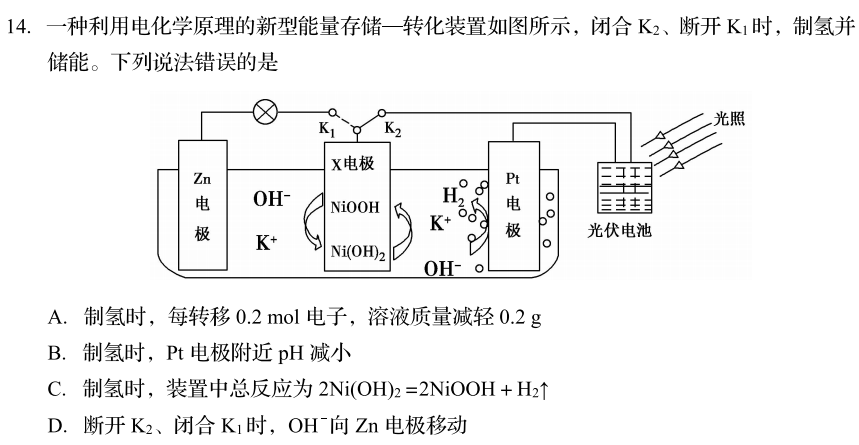 14. 一种利用电化学原理的新型能量存储—转化装置如图所示，闭合 K₂、断开 K₁时，制氢并
储能。下列说法错误的是
K₁ K₂
光照
Zn
电
极
OH⁻
K⁺
X电极
NiOOH
Ni(OH)₂
H₂
K⁺
OH⁻
Pt
电
极
光伏电池
A. 制氢时，每转移 0.2 mol 电子，溶液质量减轻 0.2 g
B. 制氢时，Pt 电极附近 pH 减小
C. 制氢时，装置中总反应为 2Ni(OH)₂ =2NiOOH + H₂↑
D. 断开 K₂、闭合 K₁时，OH⁻向 Zn 电极移动